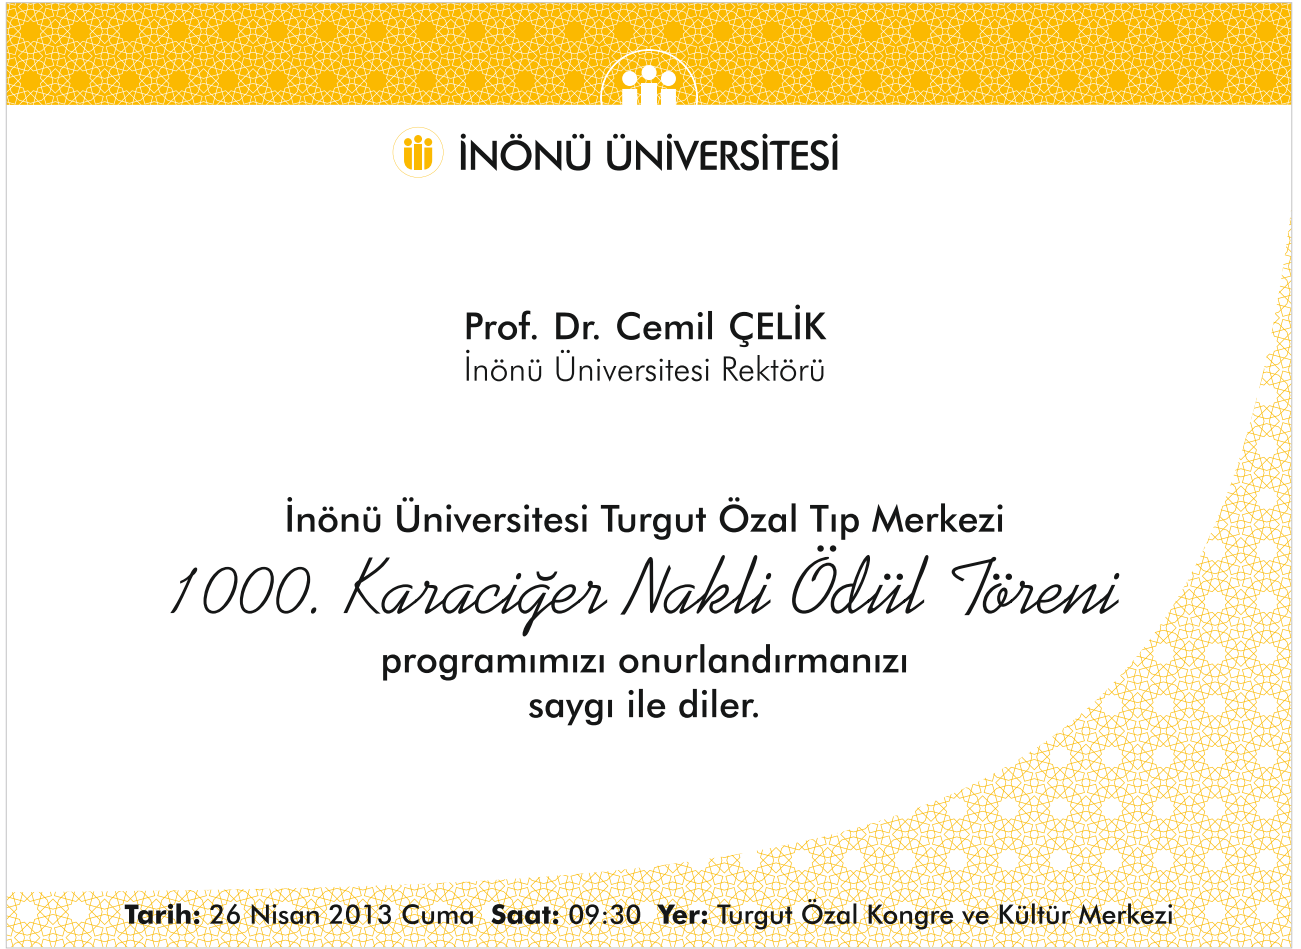 İNÖNÜ ÜNİVERSİTESİ
Prof. Dr. Cemil ÇELİK
İnönü Üniversitesi Rektörü
İnönü Üniversitesi Turgut Özal Tıp Merkezi
1000. Karaciğer Nakli Ödül Töreni
programımızı onurlandırmanızı
saygı ile diler.
Tarih: 26 Nisan 2013 Cuma Saat: 09:30 Yer: Turgut Özal Kongre ve Kültür Merkezi